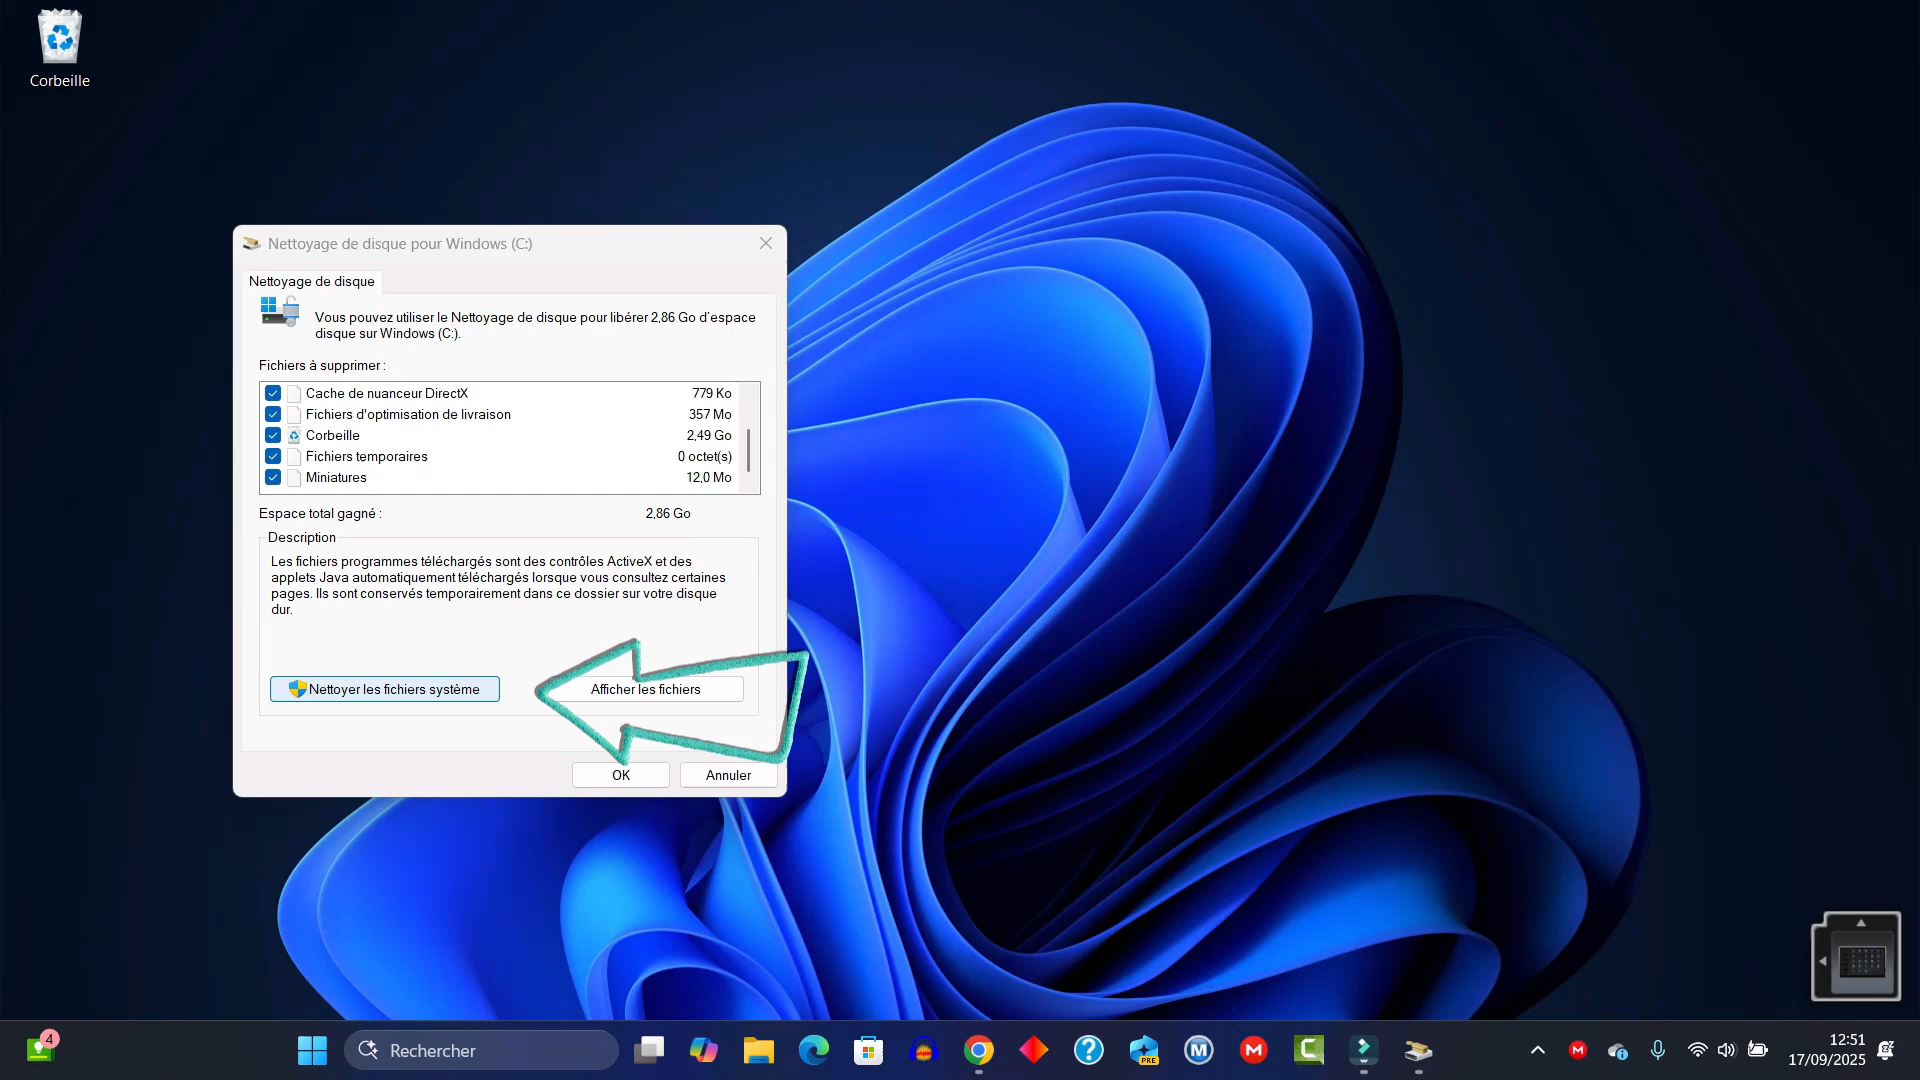 Corbeille
Nettoyage de disque pour Windows (C:)
Nettoyage de disque
Vous pouvez utiliser le Nettoyage de disque pour libérer 2,86 Go d'espace
disque sur Windows (C:).
Fichiers à supprimer :
Cache de nuanceur DirectX 779 Ko
Fichiers d'optimisation de livraison 357 Mo
Corbeille 2,49 Go
Fichiers temporaires 0 octet(s)
Miniatures 12,0 Mo
Espace total gagné : 2,86 Go
Description
Les fichiers programmes téléchargés sont des contrôles ActiveX et des
applets Java automatiquement téléchargés lorsque vous consultez certaines
pages. Ils sont conservés temporairement dans ce dossier sur votre disque
dur.
Nettoyer les fichiers système
Afficher les fichiers
OK
Annuler
4
Rechercher
PRE
12:51
17/09/2025